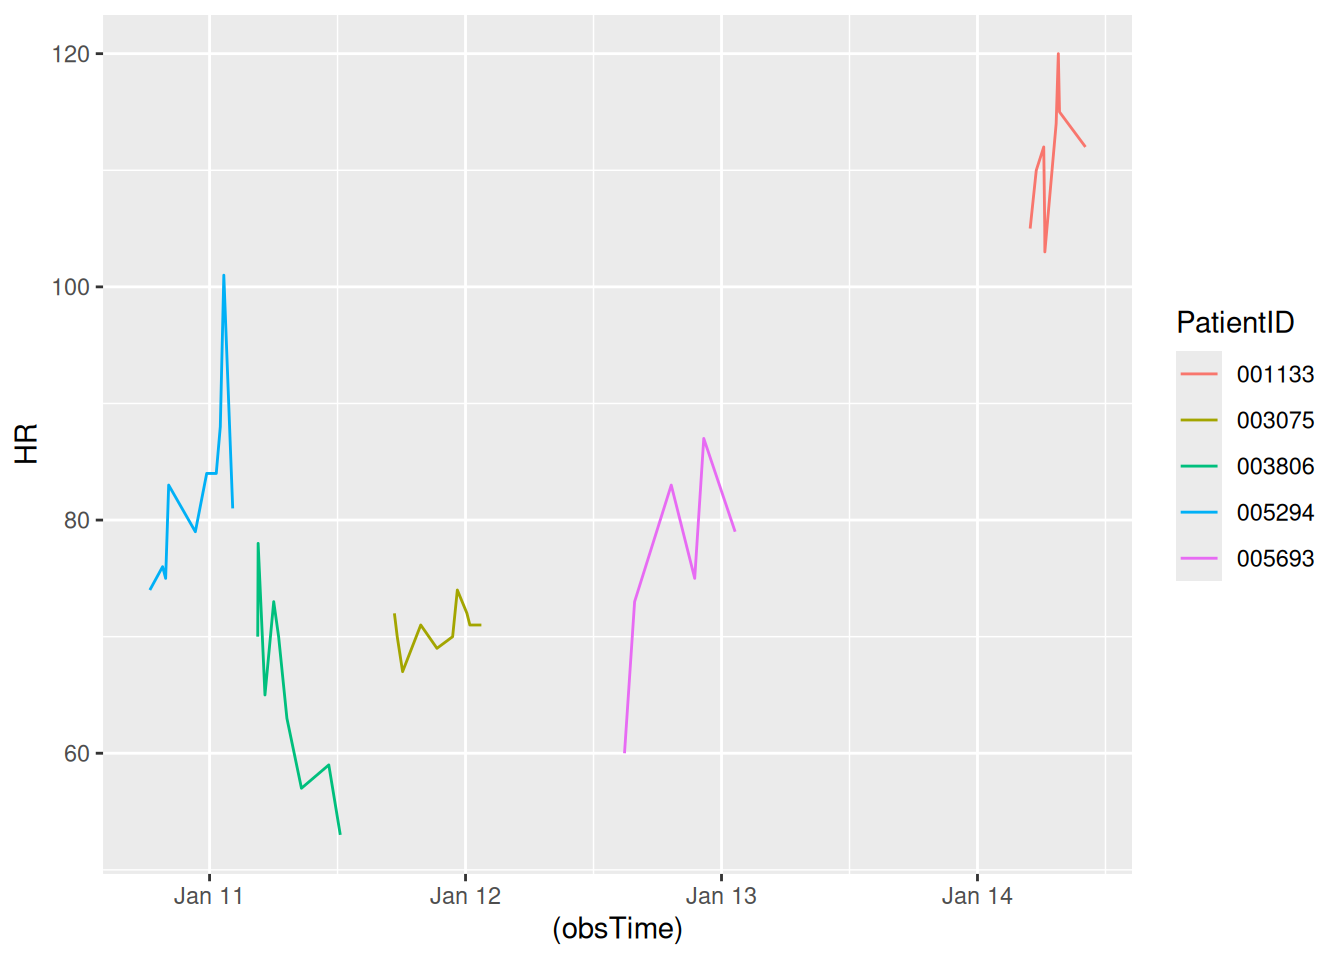 120
100
80
60
HR
Jan 11
Jan 12
Jan 13
Jan 14
(obsTime)
PatientID
001133
003075
003806
005294
005693